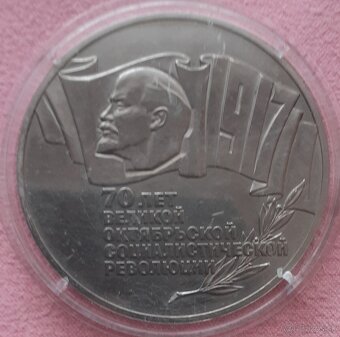 1917
70 ЛЕТ
ВЕЛИКОЙ
ОКТЯБРЬСКОЙ
СОЦИАЛИСТИЧЕСКОЙ
РЕВОЛЮЦИИ